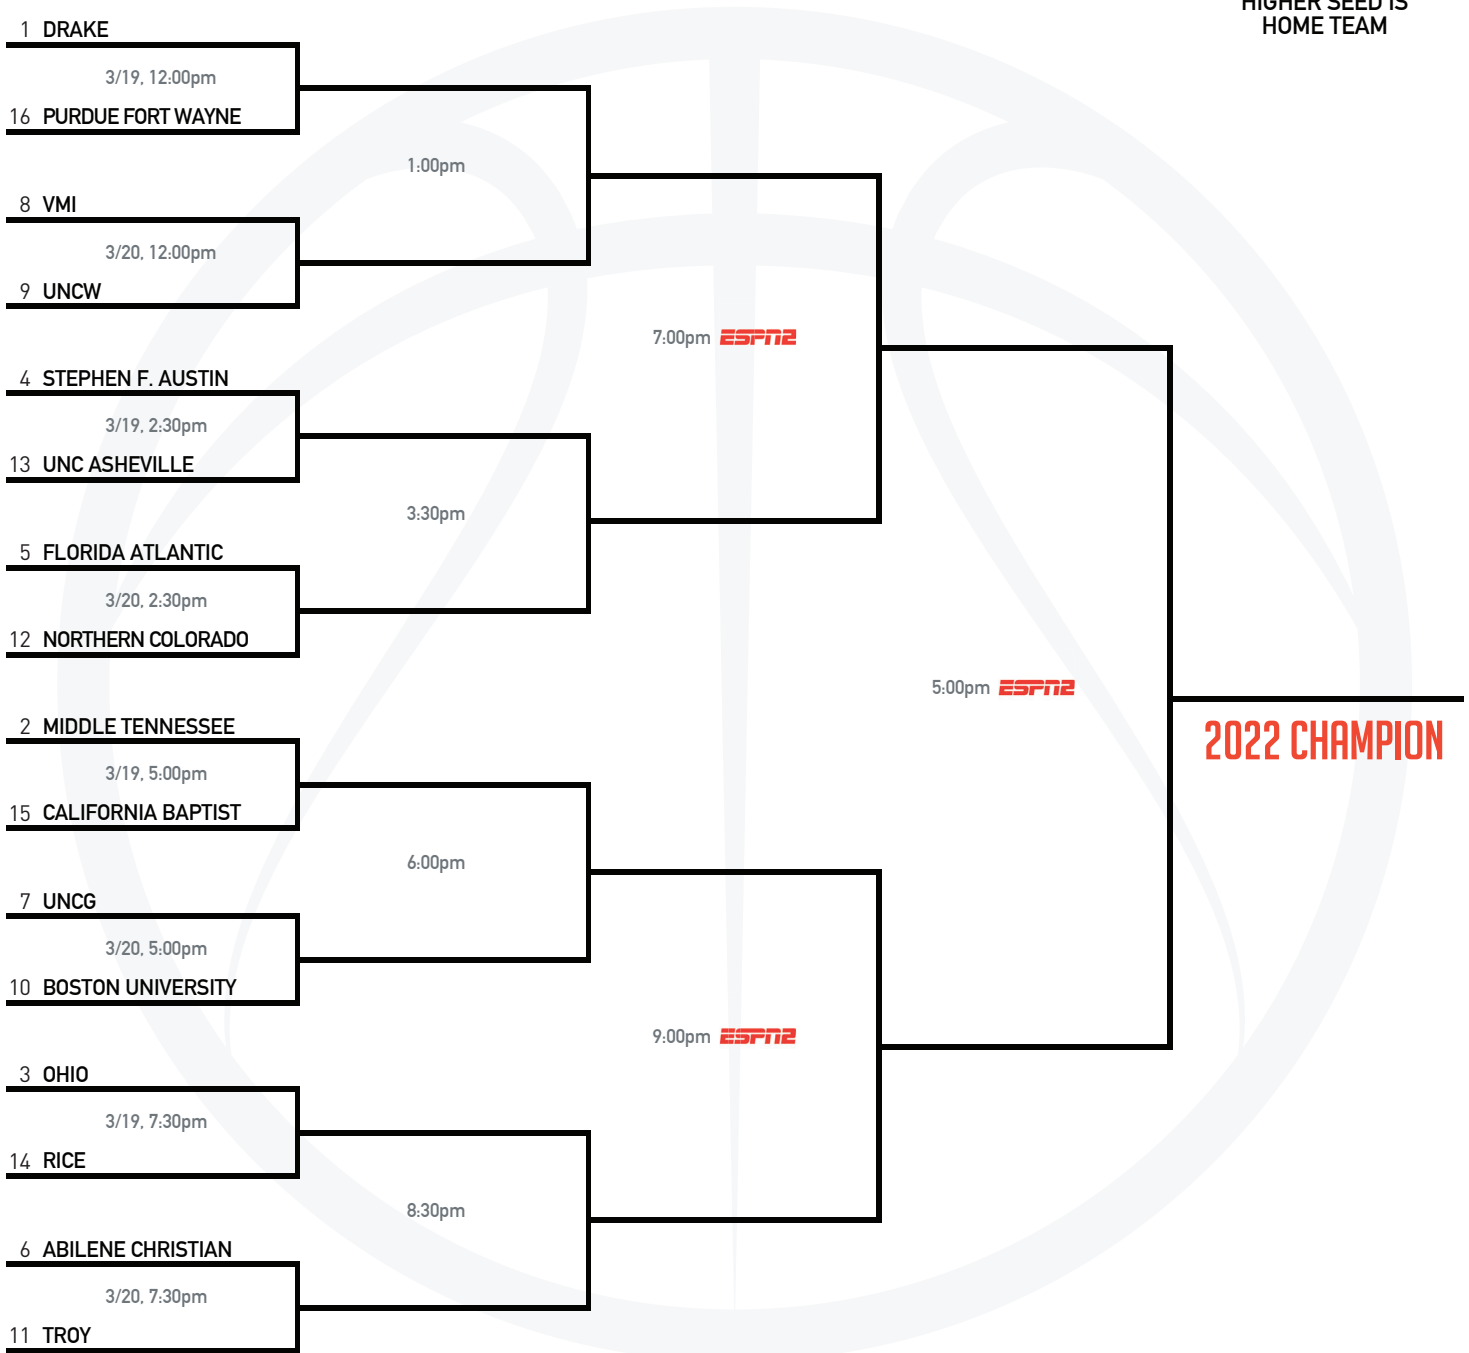 HIGHER SEED IS
HOME TEAM
1 DRAKE
3/19, 12:00pm
16 PURDUE FORT WAYNE
1:00pm
8 VMI
3/20, 12:00pm
9 UNCW
7:00pm ESPN2
4 STEPHEN F. AUSTIN
3/19, 2:30pm
13 UNC ASHEVILLE
3:30pm
5 FLORIDA ATLANTIC
3/20, 2:30pm
12 NORTHERN COLORADO
5:00pm ESPN2
2022 CHAMPION
2 MIDDLE TENNESSEE
3/19, 5:00pm
15 CALIFORNIA BAPTIST
6:00pm
7 UNCG
3/20, 5:00pm
10 BOSTON UNIVERSITY
9:00pm ESPN2
3 OHIO
3/19, 7:30pm
14 RICE
8:30pm
6 ABILENE CHRISTIAN
3/20, 7:30pm
11 TROY